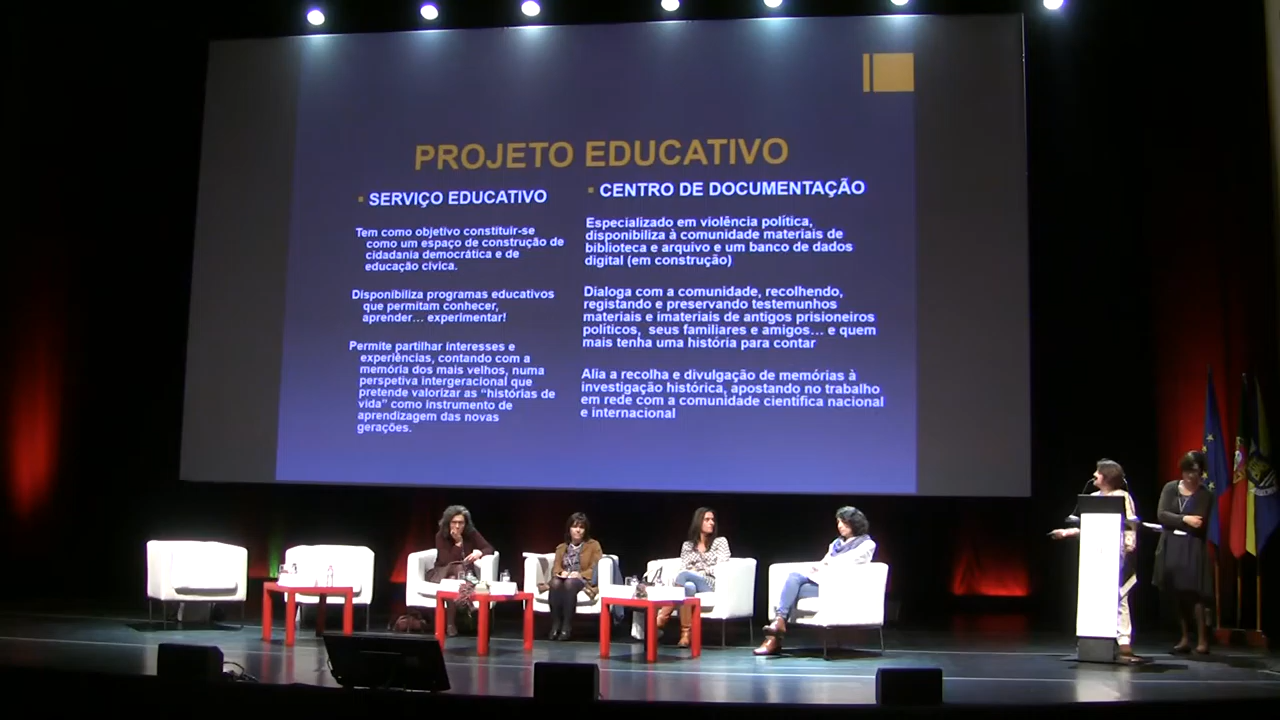 PROJETO EDUCATIVO
SERVIÇO EDUCATIVO
Tem como objetivo constituir-se
como um espaço de construção de
cidadania democrática e de
educação cívica.
Disponibiliza programas educativos
que permitam conhecer,
aprender... experimentar!
Permite partilhar interesses e
experiências, contando com a
memória dos mais velhos, numa
perspetiva intergeracional que
pretende valorizar as “histórias de
vida” como instrumento de
aprendizagem das novas
gerações.
CENTRO DE DOCUMENTAÇÃO
Especializado em violência política,
disponibiliza à comunidade materiais de
biblioteca e arquivo e um banco de dados
digital (em construção)
Dialoga com a comunidade, recolhendo,
registando e preservando testemunhos
materiais e imateriais de antigos prisioneiros
políticos, seus familiares e amigos... e quem
mais tenha uma história para contar
Alia a recolha e divulgação de memórias à
investigação histórica, apostando no trabalho
em rede com a comunidade científica nacional
e internacional